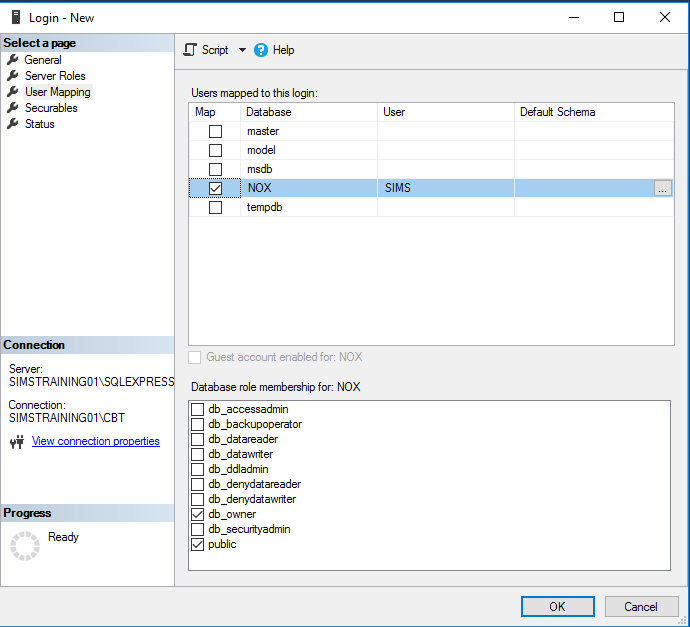 Login - New
Select a page
General
Server Roles
User Mapping
Securables
Status
Connection
Server:
SIMSTRAINING01\SQLEXPRESS
Connection:
SIMSTRAINING01\CBT
View connection properties
Progress
Ready
Script Help
Users mapped to this login:
Map Database User Default Schema
master
model
msdb
NOX SIMS ...
tempdb
Guest account enabled for: NOX
Database role membership for: NOX
db_accessadmin
db_backupoperator
db_datareader
db_datawriter
db_ddladmin
db_denydatareader
db_denydatawriter
db_owner
db_securityadmin
public
OK Cancel